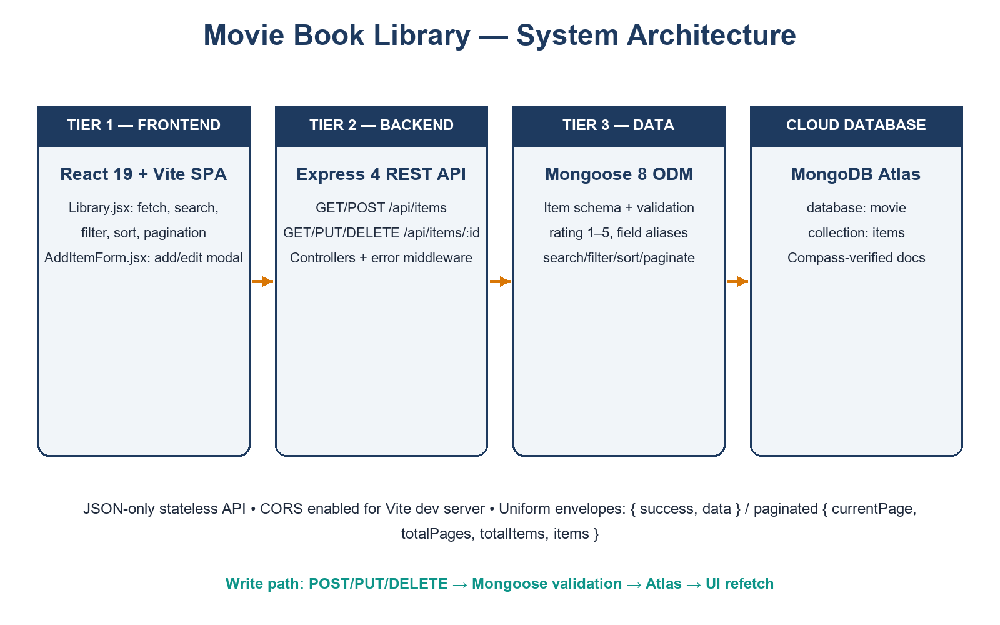 Movie Book Library — System Architecture
TIER 1 — FRONTEND
React 19 + Vite SPA
Library.jsx: fetch, search,
filter, sort, pagination
AddItemForm.jsx: add/edit modal
TIER 2 — BACKEND
Express 4 REST API
GET/POST /api/items
GET/PUT/DELETE /api/items/:id
Controllers + error middleware
TIER 3 — DATA
Mongoose 8 ODM
Item schema + validation
rating 1–5, field aliases
search/filter/sort/paginate
CLOUD DATABASE
MongoDB Atlas
database: movie
collection: items
Compass-verified docs
JSON-only stateless API • CORS enabled for Vite dev server • Uniform envelopes: { success, data } / paginated { currentPage,
totalPages, totalItems, items }
Write path: POST/PUT/DELETE → Mongoose validation → Atlas → UI refetch